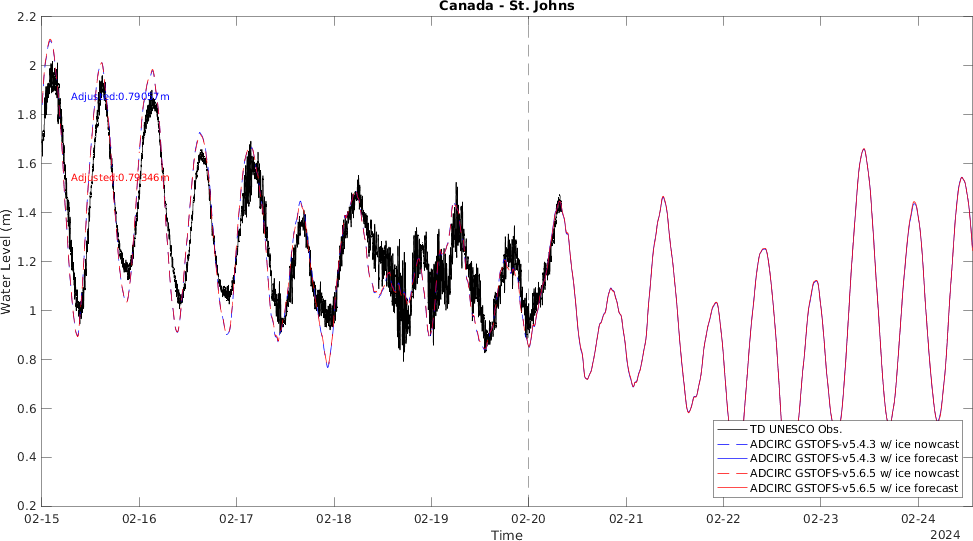 Canada - St. Johns
2.2
2
1.8
1.6
1.4
1.2
1
0.8
0.6
0.4
0.2
Water Level (m)
Adjusted:0.79057m
Adjusted:0.79346m
TD UNESCO Obs.
ADCIRC GSTOFS-v5.4.3 w/ ice nowcast
ADCIRC GSTOFS-v5.4.3 w/ ice forecast
ADCIRC GSTOFS-v5.6.5 w/ ice nowcast
ADCIRC GSTOFS-v5.6.5 w/ ice forecast
02-15 02-16 02-17 02-18 02-19 02-20 02-21 02-22 02-23 02-24
Time
2024